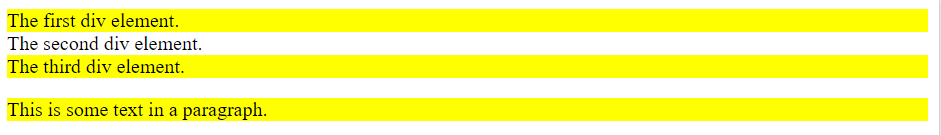 The first div element.
The second div element.
The third div element.
This is some text in a paragraph.